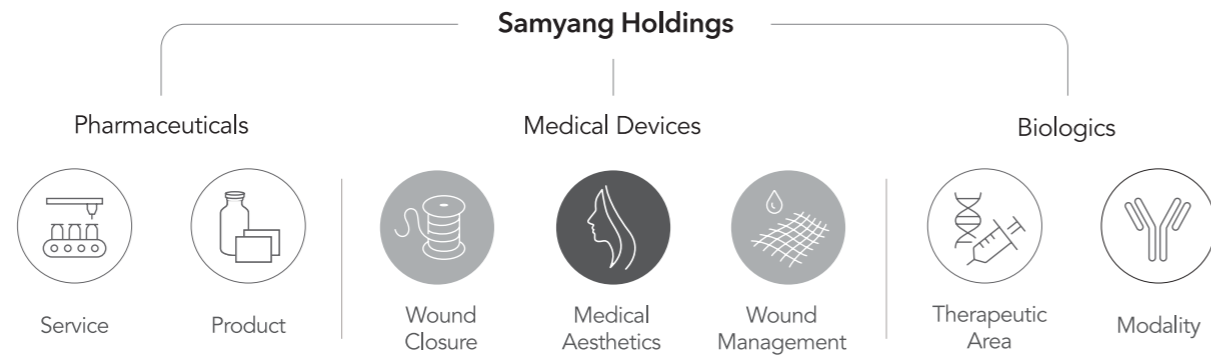 Samyang Holdings
Pharmaceuticals
Medical Devices
Biologics
Service
Product
Wound
Closure
Medical
Aesthetics
Wound
Management
Therapeutic
Area
Modality